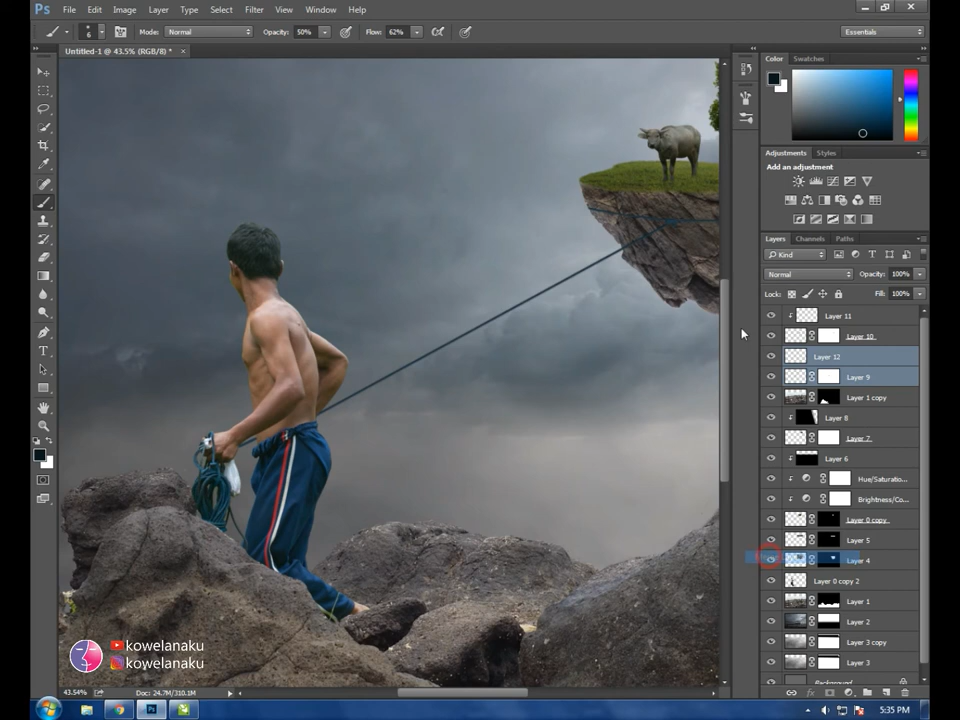 Ps File Edit Image Layer Type Select Filter View Window Help
6 Mode: Normal Opacity: 50% Flow: 62% Essentials
Untitled-1 @ 43.5% (RGB/8) * ×
Color Swatches
Adjustments Styles
Add an adjustment
Layers Channels Paths
Kind
Normal Opacity: 100%
Lock: Fill: 100%
Layer 11
Layer 10
Layer 12
Layer 9
Layer 1 copy
Layer 8
Layer 7
Layer 6
Hue/Saturatio...
Brightness/Co...
Layer 0 copy
Layer 5
Layer 4
Layer 0 copy 2
Layer 1
Layer 2
Layer 3 copy
Layer 3
Background
kowelanaku
kowelanaku
43.54% Doc: 24.7M/310.1M
fx
Ps 5:35 PM